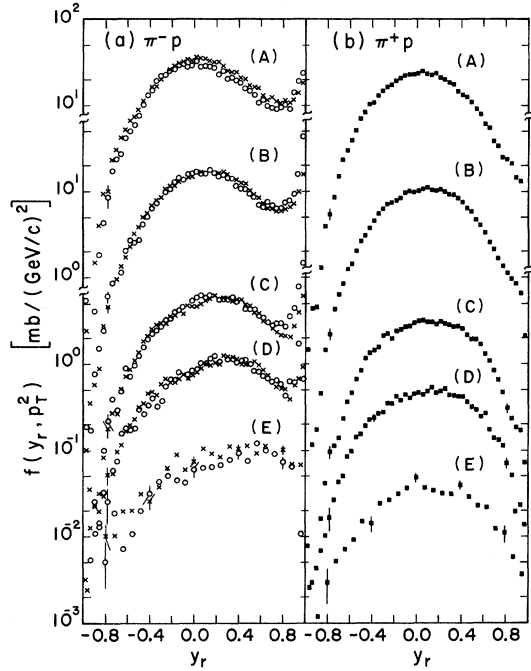 (a) π⁻p
(b) π⁺p
(A)
(A)
(B)
(B)
(C)
(C)
(D)
(D)
(E)
(E)
10²
10¹
10¹
10⁰
10⁰
10⁻¹
10⁻²
10⁻³
f(y_r, p_T²) [mb/(GeV/c)²]
-0.8 -0.4 0.0 0.4 0.8
-0.8 -0.4 0.0 0.4 0.8
y_r
y_r